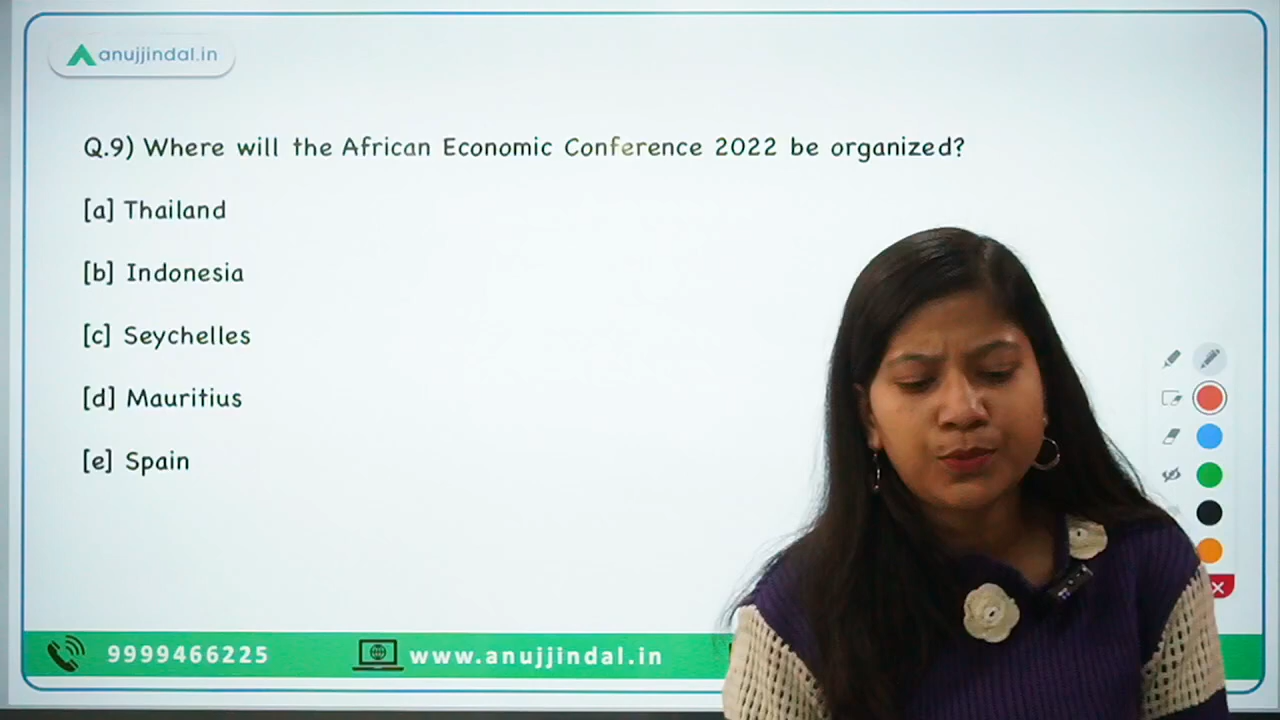 anujjindal.in
Q.9) Where will the African Economic Conference 2022 be organized?
[a] Thailand
[b] Indonesia
[c] Seychelles
[d] Mauritius
[e] Spain
9999466225
www.anujjindal.in